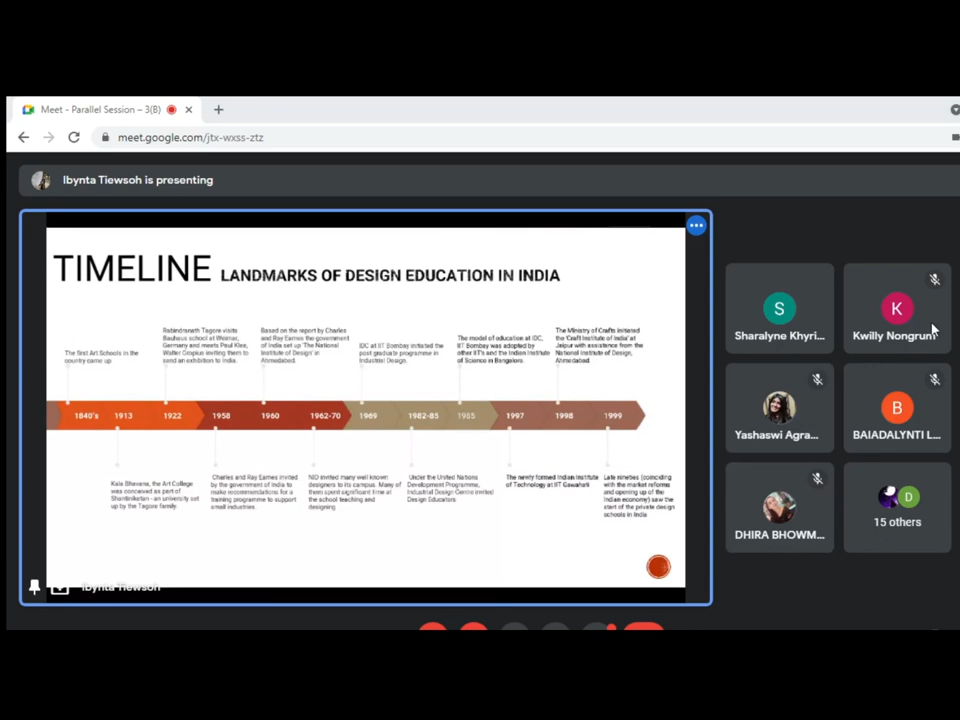 Meet - Parallel Session – 3(B)
meet.google.com/jtx-wxss-ztz
Ibynta Tiewsoh is presenting
TIMELINE LANDMARKS OF DESIGN EDUCATION IN INDIA
The first Art Schools in the
country came up
Rabindranath Tagore visits
Bauhaus school at Weimar,
Germany and meets Paul Klee,
Walter Gropius inviting them to
send an exhibition to India.
Based on the report by Charles
and Ray Eames the government
of India set up 'The National
Institute of Design' in
Ahmedabad.
IDC at IIT Bombay initiated the
post graduate programme in
Industrial Design.
The model of education at IDC,
IIT Bombay was adopted by
other IIT's and the Indian Institute
of Science in Bangalore.
The Ministry of Crafts initiated
the 'Craft Institute of India' at
Jaipur with assistance from the
National Institute of Design,
Ahmedabad.
1840's 1913 1922 1958 1960 1962-70 1969 1982-85 1997 1998 1999
Kala Bhavana, the Art College
was conceived as part of
Shantiniketan - an university set
up by the Tagore family.
Charles and Ray Eames invited
by the government of India to
make recommendations for a
training programme to support
small industries.
NID invited many well known
designers to its campus. Many of
them spent significant time at
the school teaching and
designing
Under the United Nations
Development Programme,
Industrial Design Centre invited
Design Educators
The newly formed Indian Institute
of Technology at IIT Gawahati
Late nineties (coinciding
with the market reforms
and opening up of the
Indian economy) saw the
start of the private design
schools in India
Ibynta Tiewsoh
S
Sharalyne Khyri...
K
Kwilly Nongrum
Yashaswi Agra...
B
BAIADALYNTI L...
DHIRA BHOWM...
D
15 others